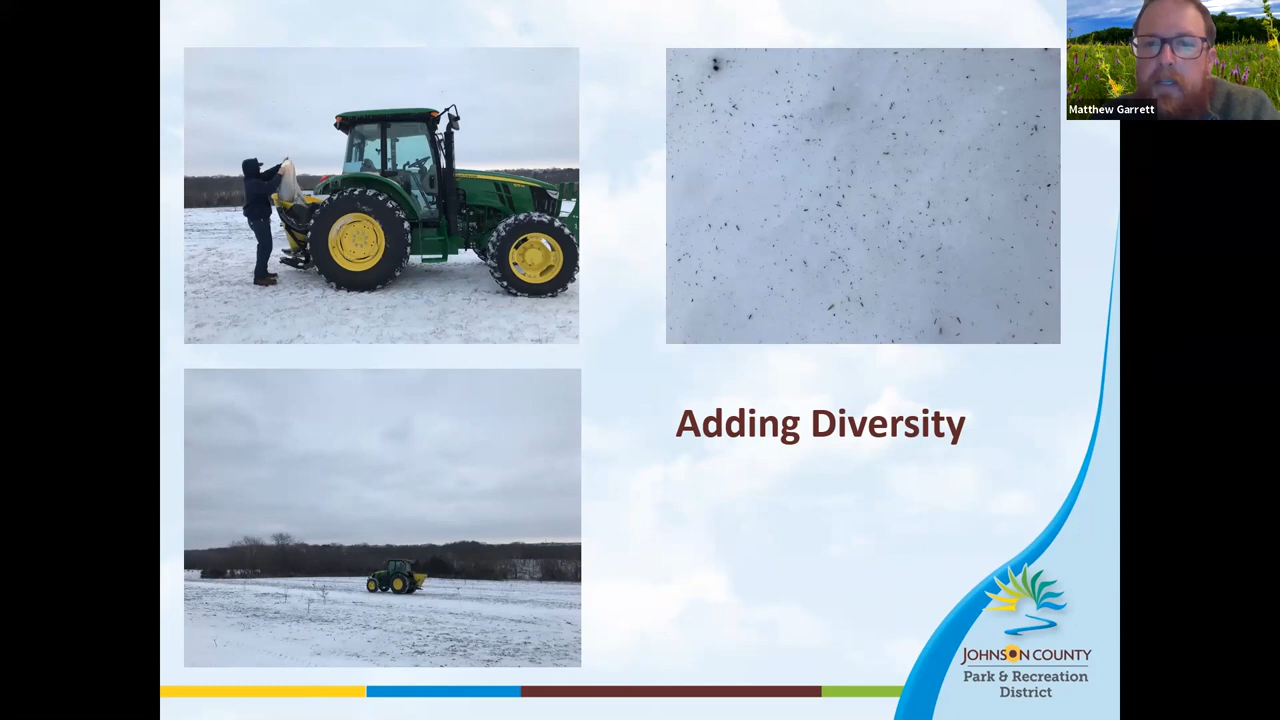 Matthew Garrett
Adding Diversity
JOHNSON COUNTY
Park & Recreation
District